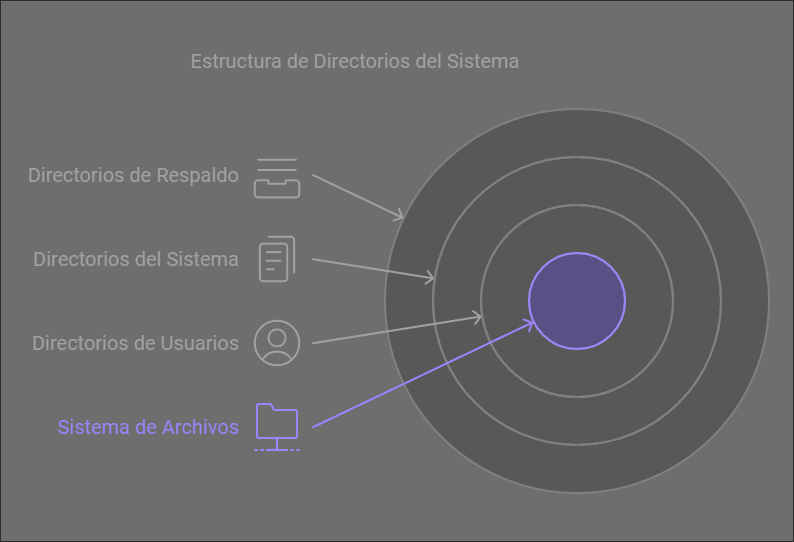 Estructura de Directorios del Sistema
Directorios de Respaldo
Directorios del Sistema
Directorios de Usuarios
Sistema de Archivos